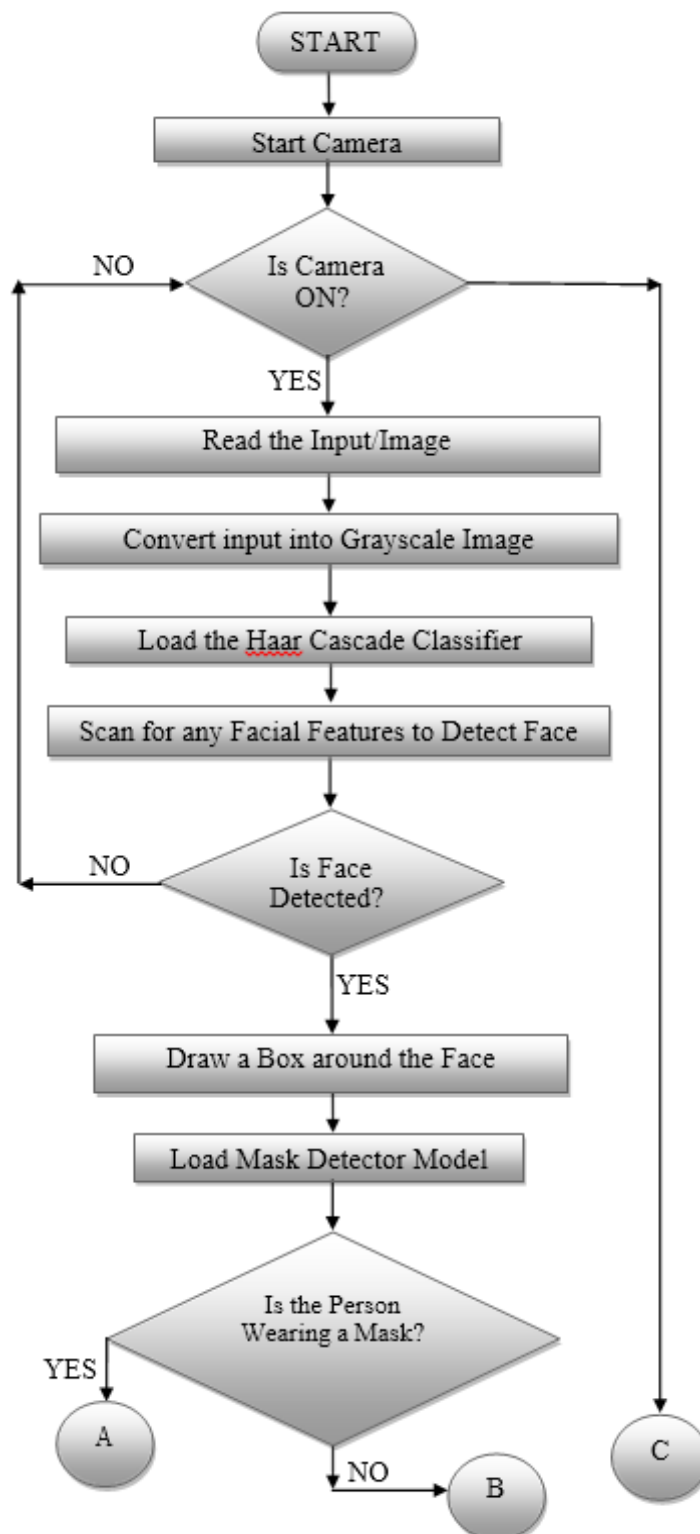 START
Start Camera
NO
Is Camera
ON?
YES
Read the Input/Image
Convert input into Grayscale Image
Load the Haar Cascade Classifier
Scan for any Facial Features to Detect Face
NO
Is Face
Detected?
YES
Draw a Box around the Face
Load Mask Detector Model
Is the Person
Wearing a Mask?
YES
A
NO
B
C